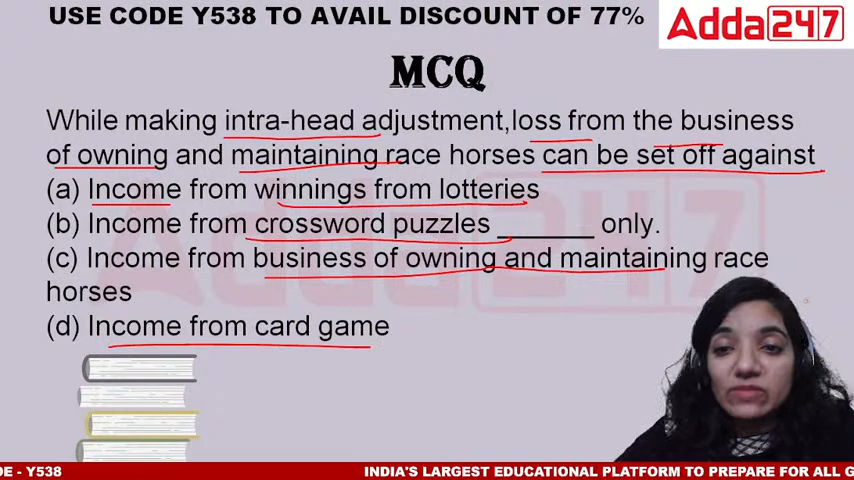 USE CODE Y538 TO AVAIL DISCOUNT OF 77%
Adda247
MCQ
While making intra-head adjustment,loss from the business
of owning and maintaining race horses can be set off against
(a) Income from winnings from lotteries
(b) Income from crossword puzzles _______ only.
(c) Income from business of owning and maintaining race
horses
(d) Income from card game
Adda247
DE - Y538
INDIA'S LARGEST EDUCATIONAL PLATFORM TO PREPARE FOR ALL G